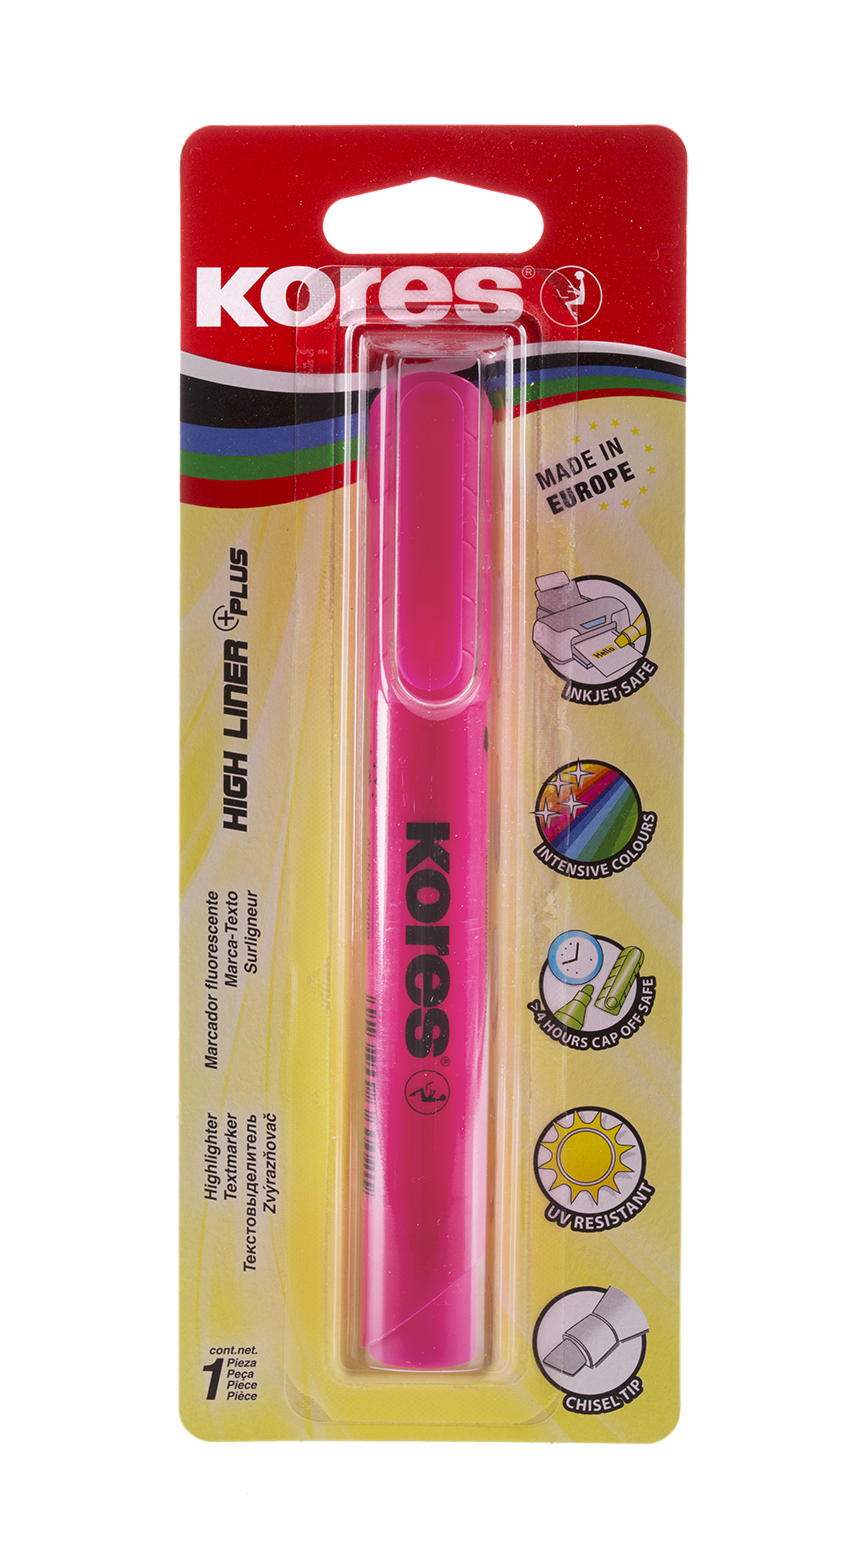 Kores®
MADE IN
EUROPE
HIGH LINER +PLUS
Hello
INKJET SAFE
INTENSIVE COLOURS
>4 HOURS CAP OFF SAFE
UV RESISTANT
CHISEL TIP
Kores®
Marcador fluorescente
Marca-Texto
Surligneur
Highlighter
Textmarker
Текстовыделитель
Zvýrazňovač
cont.net.
1 Pieza
Peça
Piece
Pièce